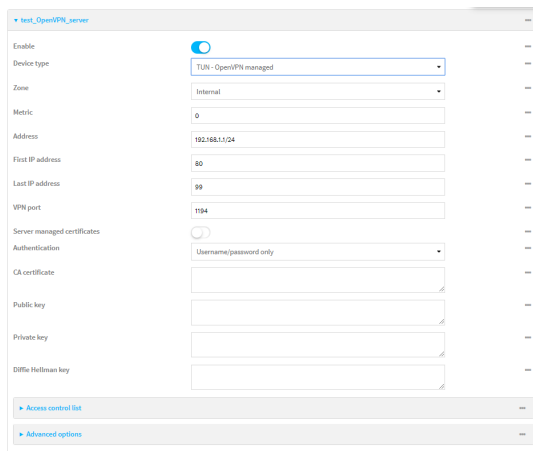 test_OpenVPN_server
Enable
Device type TUN - OpenVPN managed
Zone Internal
Metric 0
Address 192.168.1.1/24
First IP address 80
Last IP address 99
VPN port 1194
Server managed certificates
Authentication Username/password only
CA certificate
Public key
Private key
Diffie Hellman key
Access control list
Advanced options